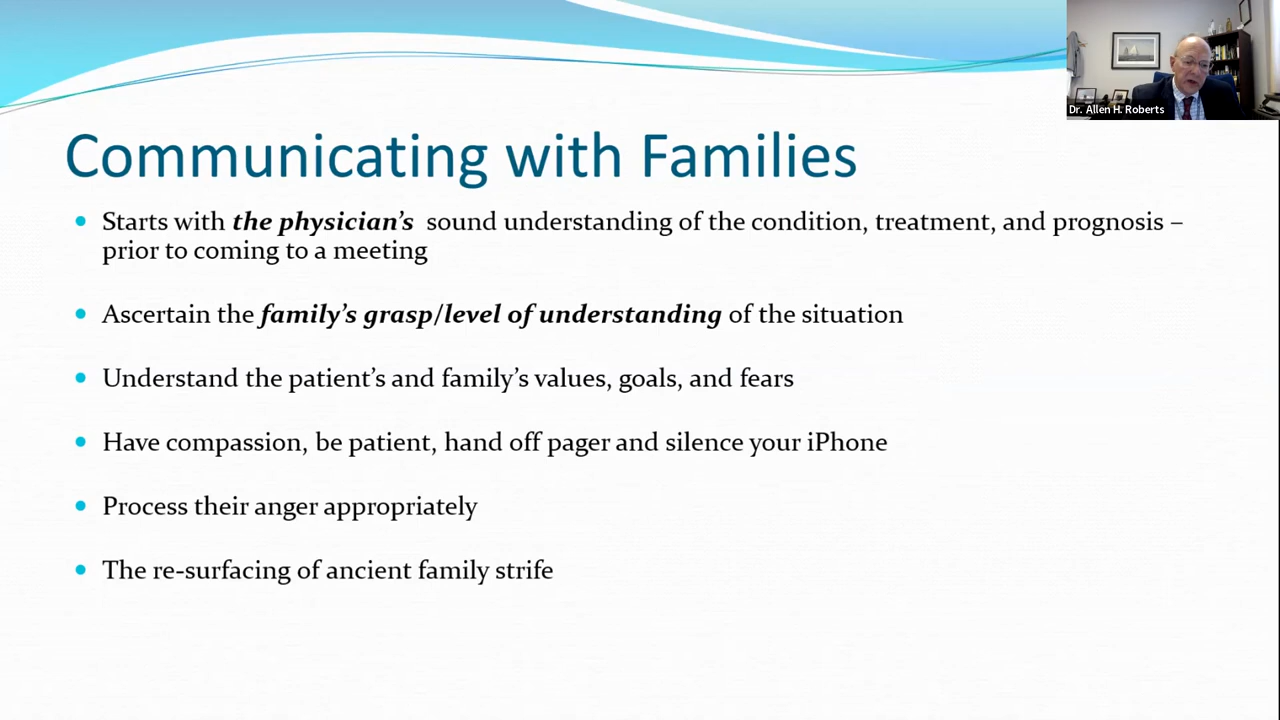 Dr. Allen H. Roberts
Communicating with Families
Starts with the physician's sound understanding of the condition, treatment, and prognosis –
prior to coming to a meeting
Ascertain the family's grasp/level of understanding of the situation
Understand the patient's and family's values, goals, and fears
Have compassion, be patient, hand off pager and silence your iPhone
Process their anger appropriately
The re-surfacing of ancient family strife